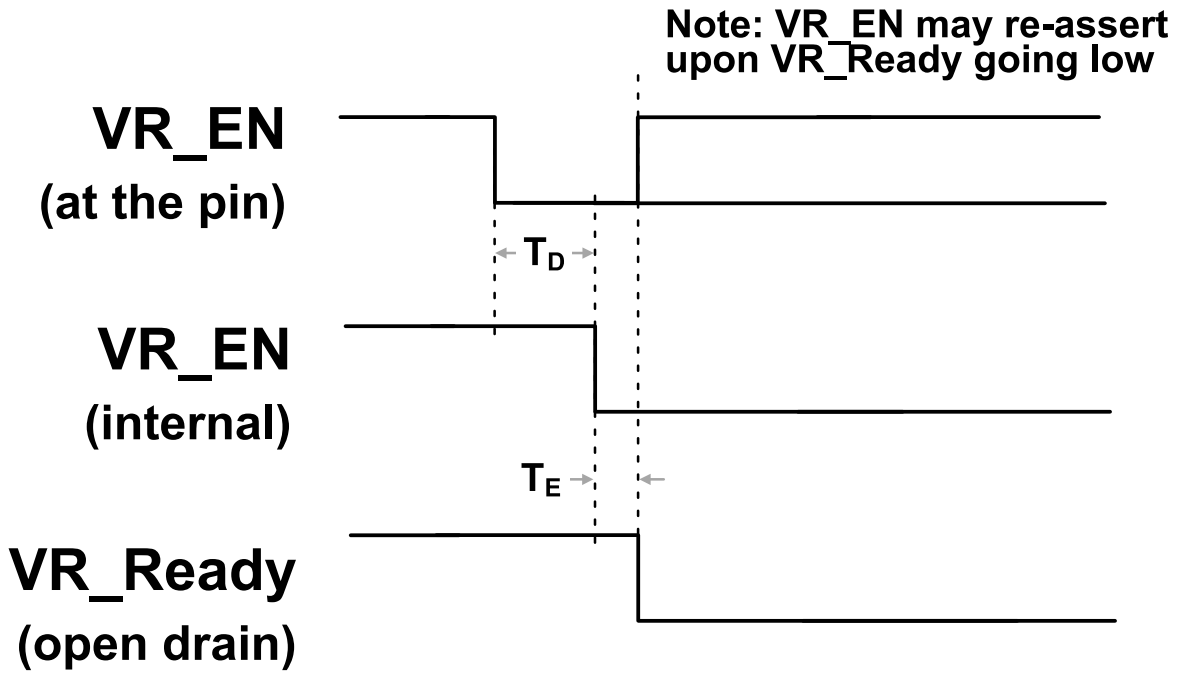 Note: VR_EN may re-assert
upon VR_Ready going low
VR_EN
(at the pin)
TD
VR_EN
(internal)
TE
VR_Ready
(open drain)